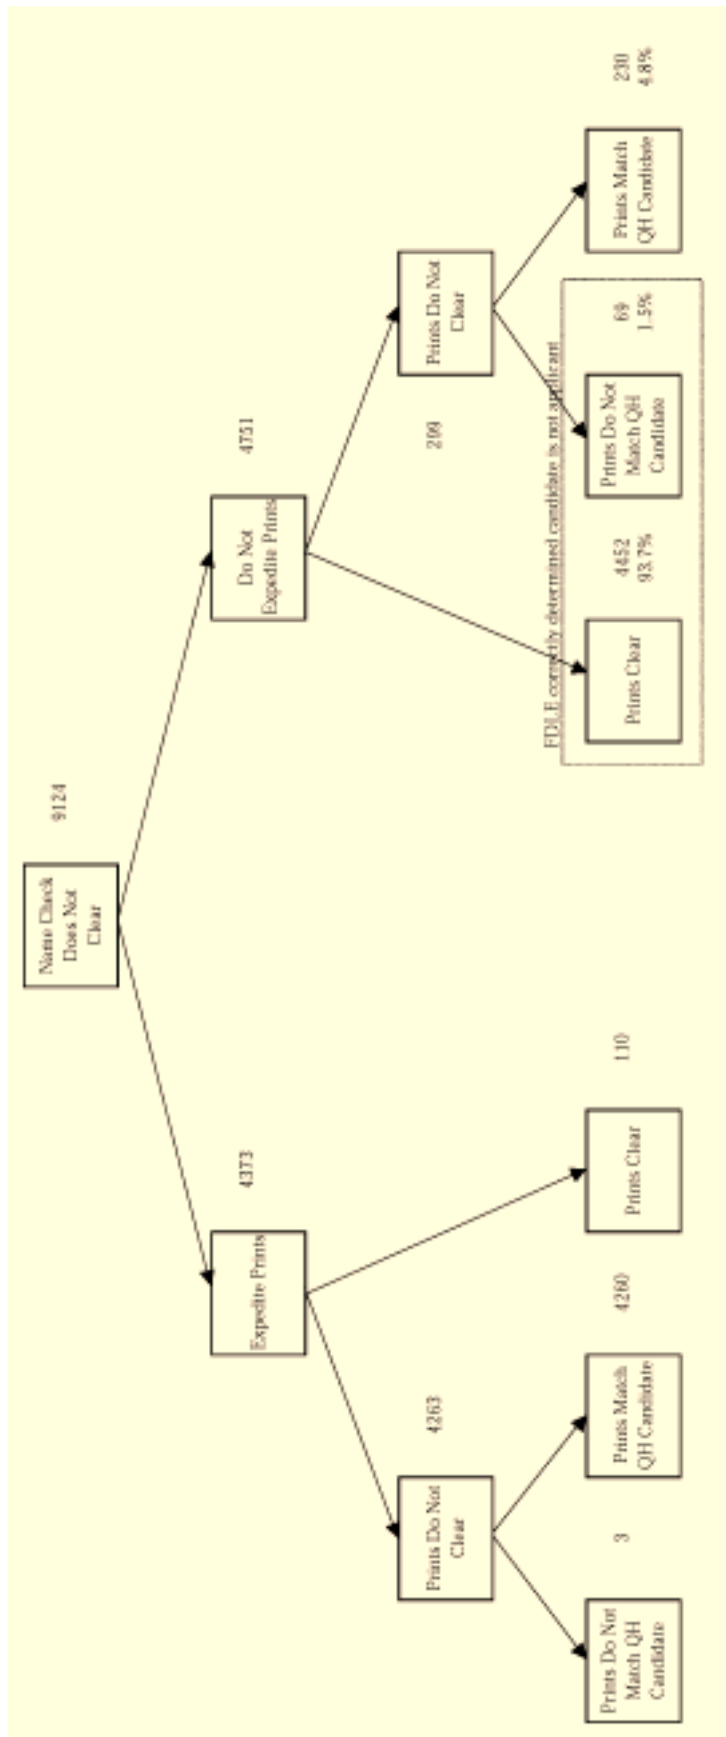 Name Check
Does Not
Clear
9124
Expedite Prints
4373
Do Not
Expedite Prints
4751
Prints Do Not
Clear
4263
Prints Do Not
Clear
299
FDLE correctly determined candidate is not applicant
Prints Do Not
Match QH
Candidate
3
Prints Match
QH Candidate
4260
Prints Clear
110
Prints Clear
4452
93.7%
Prints Do Not
Match QH
Candidate
69
1.5%
Prints Match
QH Candidate
230
4.8%